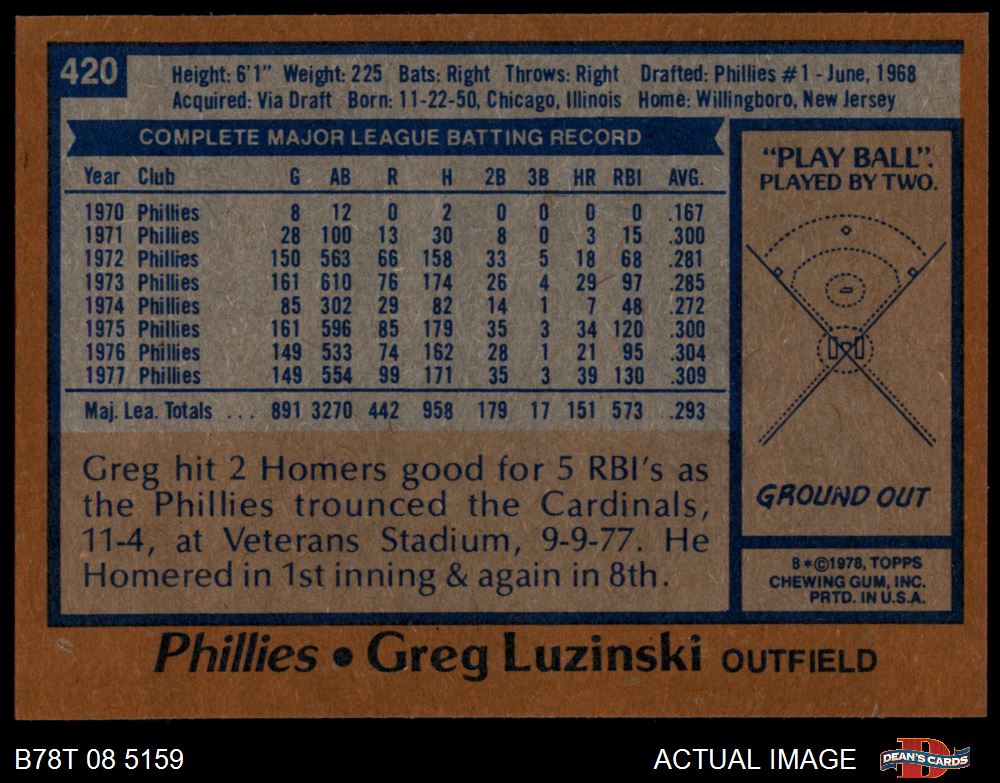 420
Height: 6'1" Weight: 225 Bats: Right Throws: Right Drafted: Phillies #1 - June, 1968
Acquired: Via Draft Born: 11-22-50, Chicago, Illinois Home: Willingboro, New Jersey
COMPLETE MAJOR LEAGUE BATTING RECORD
Year Club G AB R H 2B 3B HR RBI AVG.
1970 Phillies 8 12 0 2 0 0 0 0 .167
1971 Phillies 28 100 13 30 8 0 3 15 .300
1972 Phillies 150 563 66 158 33 5 18 68 .281
1973 Phillies 161 610 76 174 26 4 29 97 .285
1974 Phillies 85 302 29 82 14 1 7 48 .272
1975 Phillies 161 596 85 179 35 3 34 120 .300
1976 Phillies 149 533 74 162 28 1 21 95 .304
1977 Phillies 149 554 99 171 35 3 39 130 .309
Maj. Lea. Totals ... 891 3270 442 958 179 17 151 573 .293
Greg hit 2 Homers good for 5 RBI's as
the Phillies trounced the Cardinals,
11-4, at Veterans Stadium, 9-9-77. He
Homered in 1st inning & again in 8th.
"PLAY BALL".
PLAYED BY TWO.
GROUND OUT
B*©1978, TOPPS
CHEWING GUM, INC.
PRTD. IN U.S.A.
Phillies • Greg Luzinski OUTFIELD
B78T 08 5159
ACTUAL IMAGE
D
DEAN'S CARDS